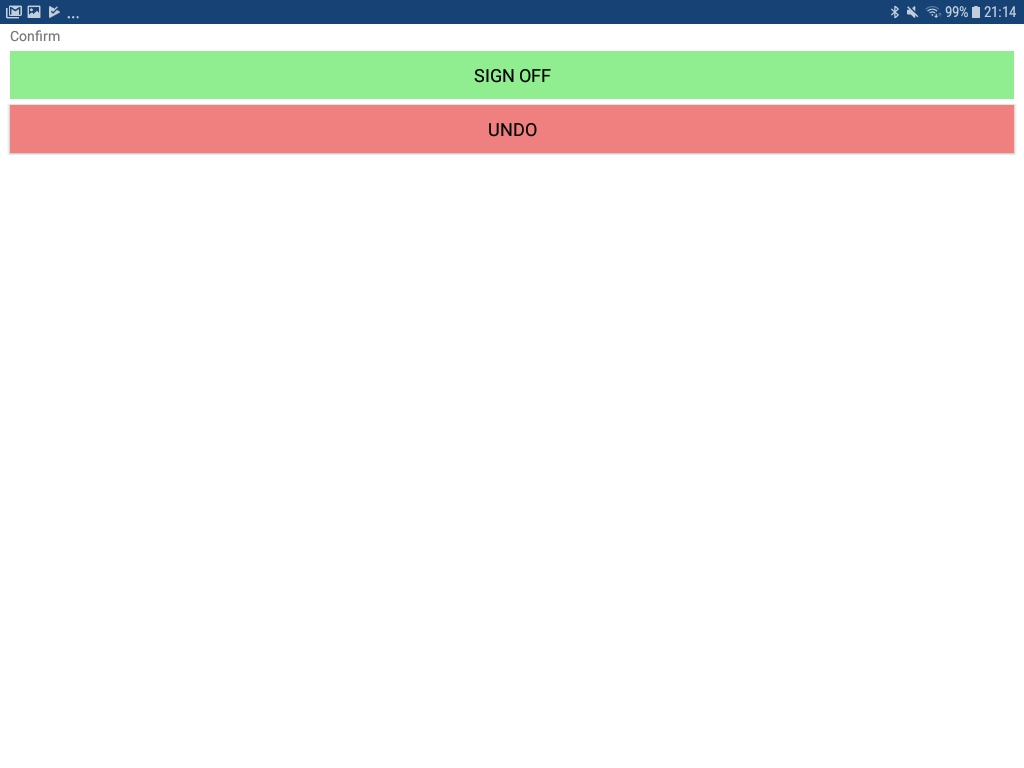 ... 99% 21:14
Confirm
SIGN OFF
UNDO